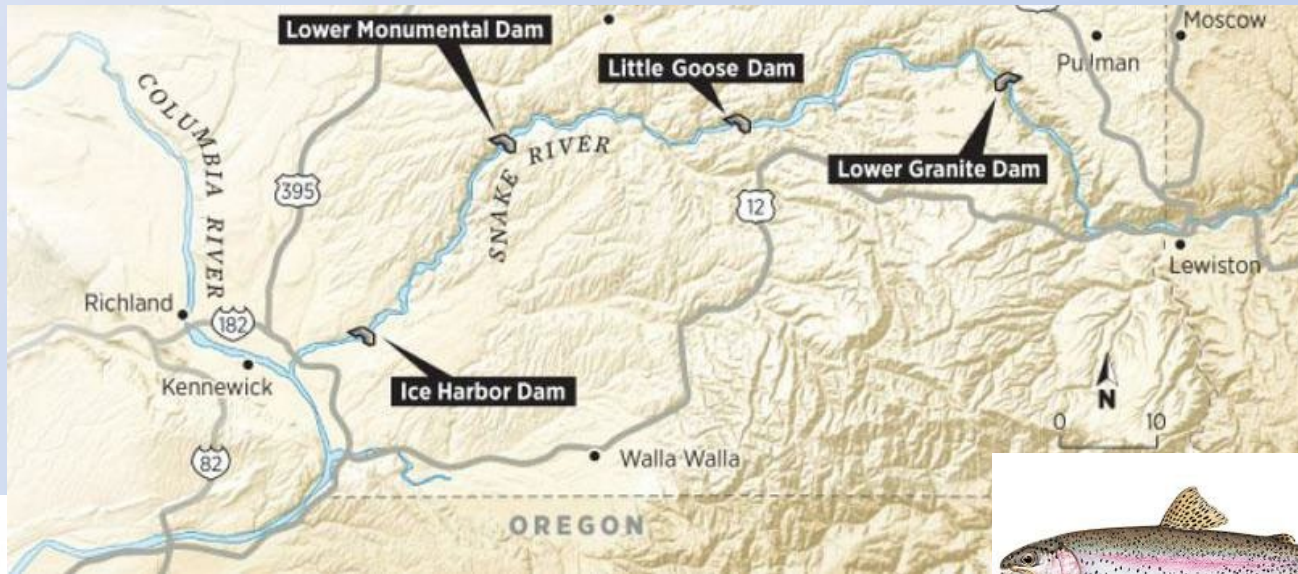 Lower Monumental Dam
Moscow
Pullman
Little Goose Dam
COLUMBIA RIVER
SNAKE RIVER
Lower Granite Dam
395
12
Lewiston
Richland
182
Kennewick
Ice Harbor Dam
N
0 10
82
Walla Walla
OREGON